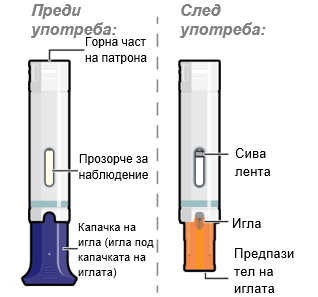 Преди
употреба:
Горна част
на патрона
Прозорче за
наблюдение
Капачка на
игла (игла под
капачката на
иглата)
След
употреба:
Сива
лента
Игла
Предпази
тел на
иглата